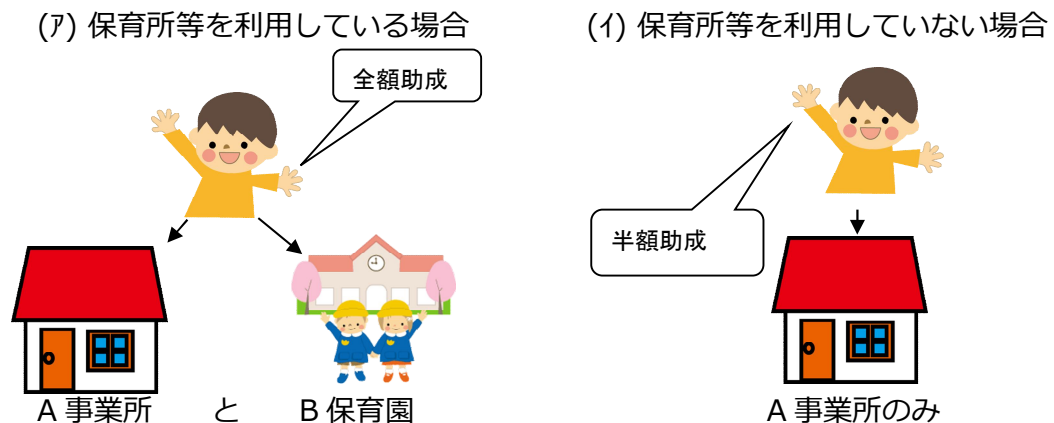 (ｱ) 保育所等を利用している場合
全額助成
A 事業所 と B 保育園
(ｲ) 保育所等を利用していない場合
半額助成
A 事業所のみ